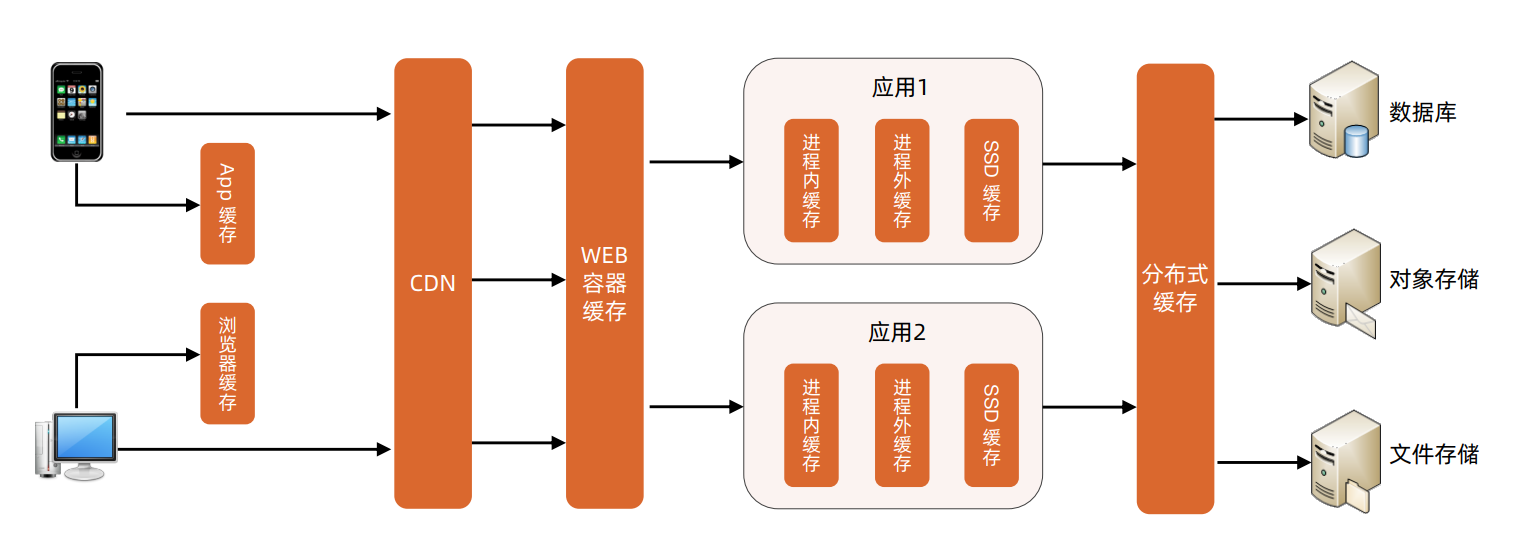 App 缓存
浏览器缓存
CDN
WEB
容器
缓存
应用1
进程内缓存
进程外缓存
SSD 缓存
应用2
进程内缓存
进程外缓存
SSD 缓存
分布式
缓存
数据库
对象存储
文件存储